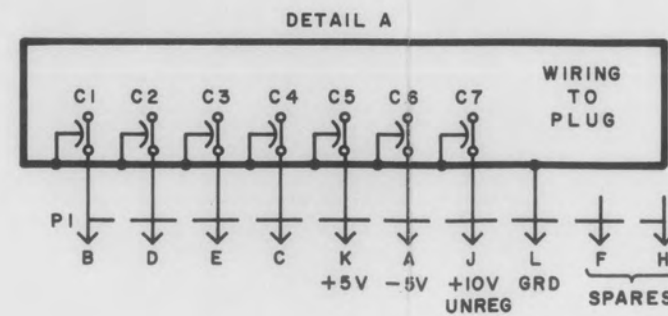 DETAIL A
WIRING
TO
PLUG
C1 C2 C3 C4 C5 C6 C7
P1
B D E C K A J L F H
+5V -5V +10V GRD
UNREG SPARES